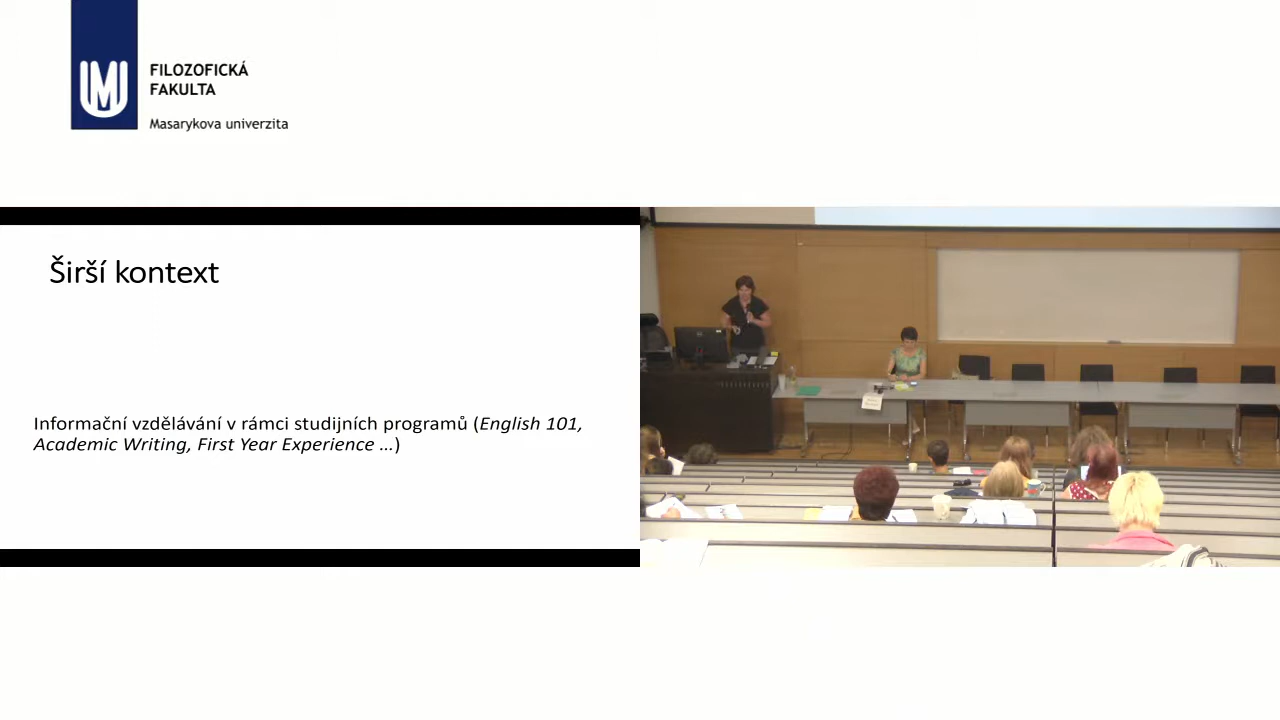 FILOZOFICKÁ
FAKULTA
Masarykova univerzita
Širší kontext
Informační vzdělávání v rámci studijních programů (English 101,
Academic Writing, First Year Experience ...)